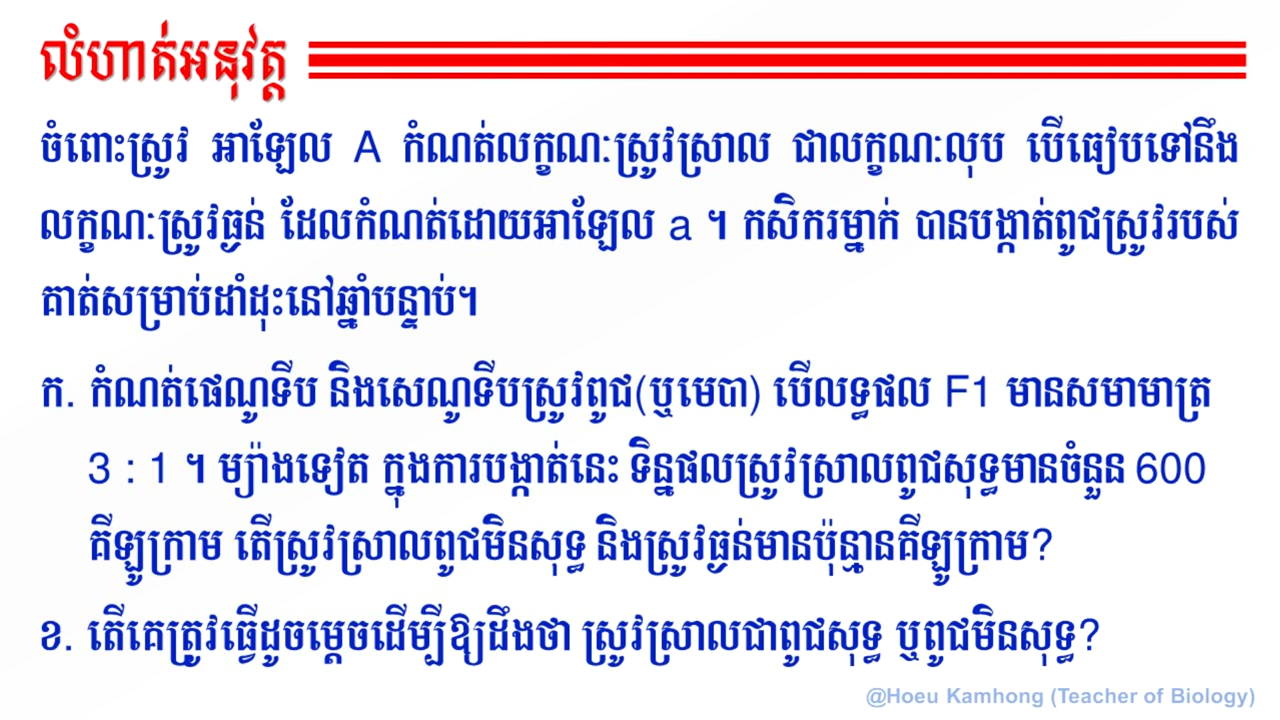 លំហាត់អនុវត្ត
ចំពោះស្រូវ អាឡែល A កំណត់លក្ខណៈស្រូវស្រាល ជាលក្ខណៈលុប បើធៀបទៅនឹង
លក្ខណៈស្រូវធ្ងន់ ដែលកំណត់ដោយអាឡែល a ។ កសិករម្នាក់ បានបង្កាត់ពូជស្រូវរបស់
គាត់សម្រាប់ដាំដុះនៅឆ្នាំបន្ទាប់។
ក. កំណត់ផេណូទីប និងសេណូទីបស្រូវពូជ(ឬមេបា) បើលទ្ធផល F1 មានសមាមាត្រ
3 : 1 ។ ម្យ៉ាងទៀត ក្នុងការបង្កាត់នេះ ទិន្នផលស្រូវស្រាលពូជសុទ្ធមានចំនួន 600
គីឡូក្រាម តើស្រូវស្រាលពូជមិនសុទ្ធ និងស្រូវធ្ងន់មានប៉ុន្មានគីឡូក្រាម?
ខ. តើគេត្រូវធ្វើដូចម្តេចដើម្បីឱ្យដឹងថា ស្រូវស្រាលជាពូជសុទ្ធ ឬពូជមិនសុទ្ធ?
@Hoeu Kamhong (Teacher of Biology)